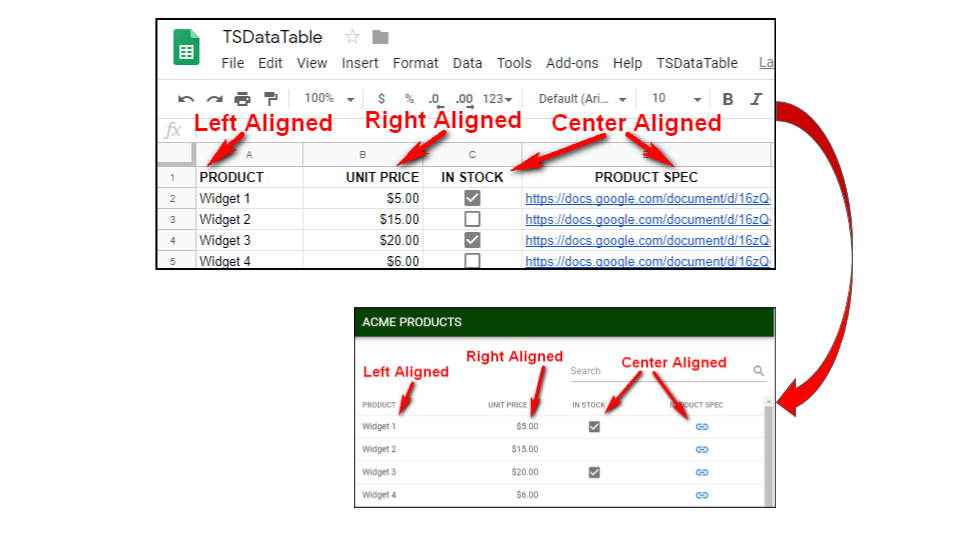 TSDataTable
File Edit View Insert Format Data Tools Add-ons Help TSDataTable La
100% $ % .0 .00 123 Default (Ari... 10 B I
fx Left Aligned Right Aligned Center Aligned
A B C
1 PRODUCT UNIT PRICE IN STOCK PRODUCT SPEC
2 Widget 1 $5.00 https://docs.google.com/document/d/16zQ
3 Widget 2 $15.00 https://docs.google.com/document/d/16zQ
4 Widget 3 $20.00 https://docs.google.com/document/d/16zQ
5 Widget 4 $6.00 https://docs.google.com/document/d/16zQ
ACME PRODUCTS
Left Aligned Right Aligned Search Center Aligned
PRODUCT UNIT PRICE IN STOCK SPEC
Widget 1 $5.00
Widget 2 $15.00
Widget 3 $20.00
Widget 4 $6.00